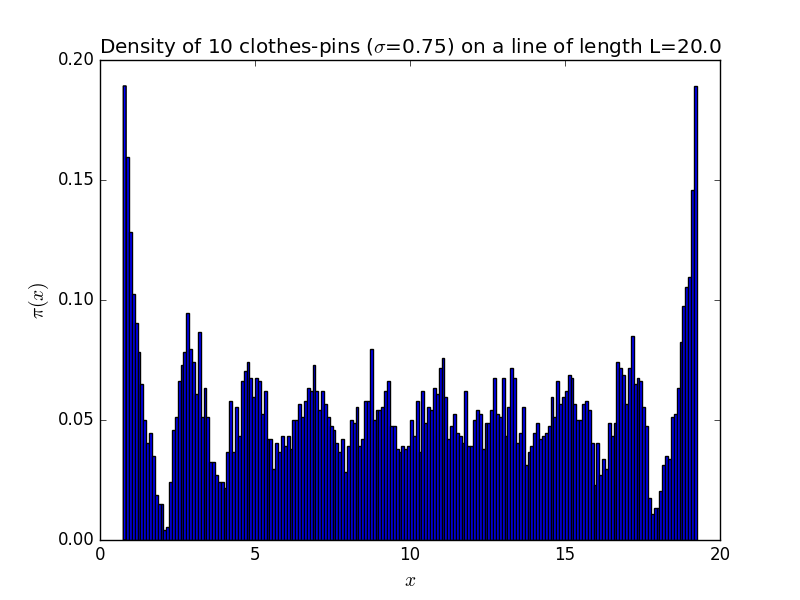 Density of 10 clothes-pins (σ=0.75) on a line of length L=20.0
0.20
0.15
0.10
0.05
0.00
π(x)
0 5 10 15 20
x